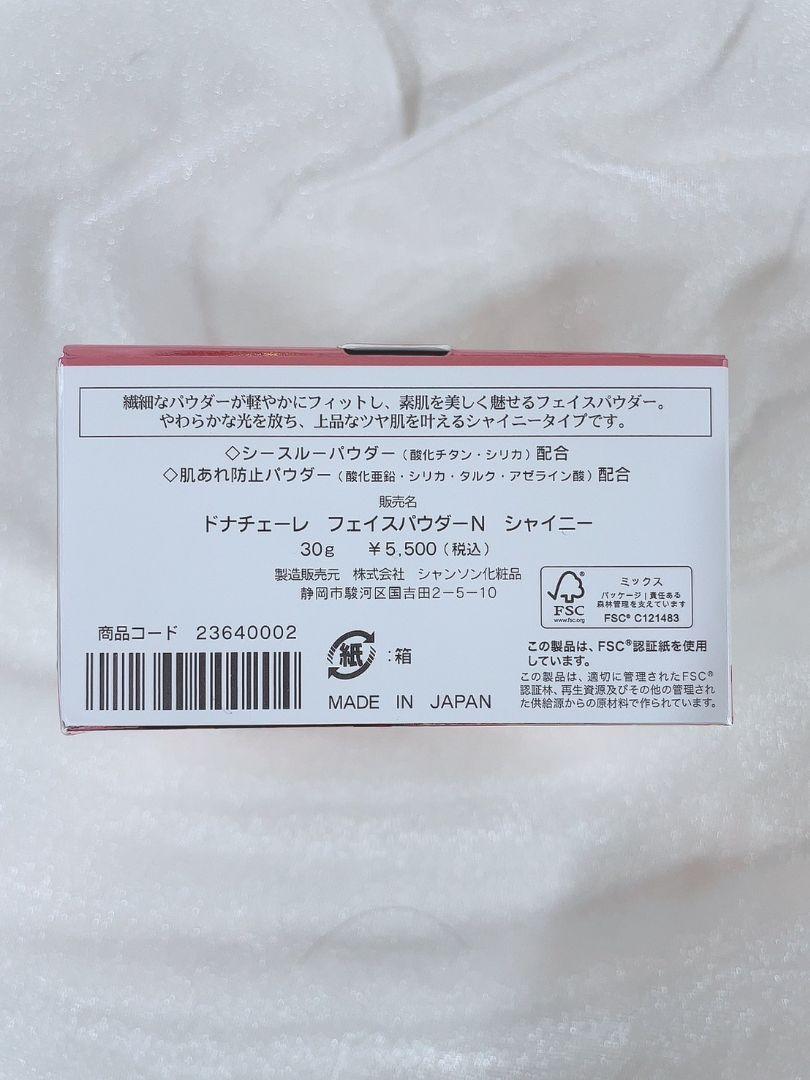 繊細なパウダーが軽やかにフィットし、素肌を美しく魅せるフェイスパウダー。
やわらかな光を放ち、上品なツヤ肌を叶えるシャイニータイプです。
◇シースルーパウダー（酸化チタン・シリカ）配合
◇肌あれ防止パウダー（酸化亜鉛・シリカ・タルク・アゼライン酸）配合
販売名
ドナチェーレ　フェイスパウダーN　シャイニー
30g　￥5,500（税込）
製造販売元　株式会社　シャンソン化粧品
静岡市駿河区国吉田2-5-10
FSC
www.fsc.org
ミックス
パッケージ｜責任ある
森林管理を支えています
FSC® C121483
商品コード　23640002
紙：箱
MADE IN JAPAN
この製品は、FSC®認証紙を使用
しています。
この製品は、適切に管理されたFSC®
認証林、再生資源及びその他の管理され
た供給源からの原材料で作られています。